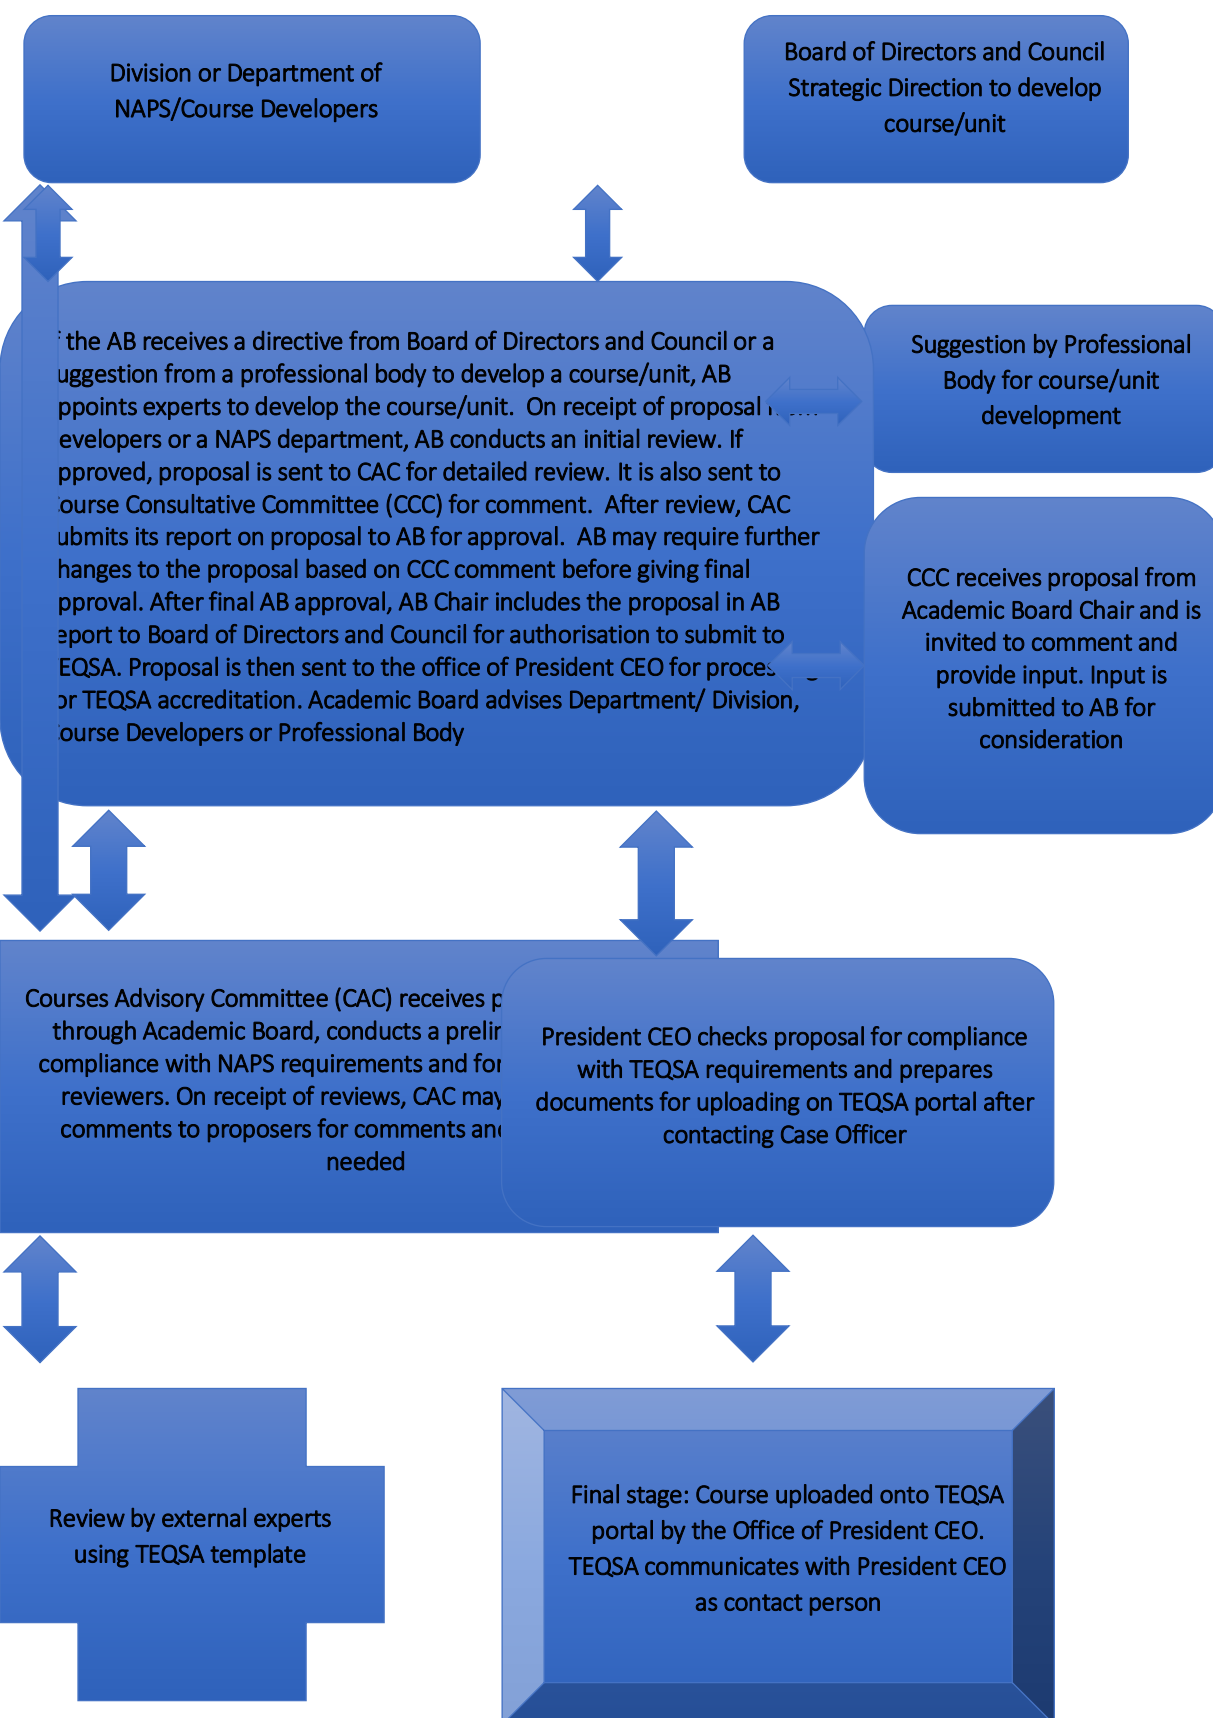 Division or Department of
NAPS/Course Developers
Board of Directors and Council
Strategic Direction to develop
course/unit
the AB receives a directive from Board of Directors and Council or a
uggestion from a professional body to develop a course/unit, AB
ppoints experts to develop the course/unit. On receipt of proposal
evelopers or a NAPS department, AB conducts an initial review. If
pproved, proposal is sent to CAC for detailed review. It is also sent to
ourse Consultative Committee (CCC) for comment. After review, CAC
ubmits its report on proposal to AB for approval. AB may require further
hanges to the proposal based on CCC comment before giving final
pproval. After final AB approval, AB Chair includes the proposal in AB
eport to Board of Directors and Council for authorisation to submit to
EQSA. Proposal is then sent to the office of President CEO for proces
or TEQSA accreditation. Academic Board advises Department/ Division,
ourse Developers or Professional Body
Suggestion by Professional
Body for course/unit
development
CCC receives proposal from
Academic Board Chair and is
invited to comment and
provide input. Input is
submitted to AB for
consideration
Courses Advisory Committee (CAC) receives p
through Academic Board, conducts a prelin
compliance with NAPS requirements and for
reviewers. On receipt of reviews, CAC may
comments to proposers for comments and
needed
President CEO checks proposal for compliance
with TEQSA requirements and prepares
documents for uploading on TEQSA portal after
contacting Case Officer
Review by external experts
using TEQSA template
Final stage: Course uploaded onto TEQSA
portal by the Office of President CEO.
TEQSA communicates with President CEO
as contact person